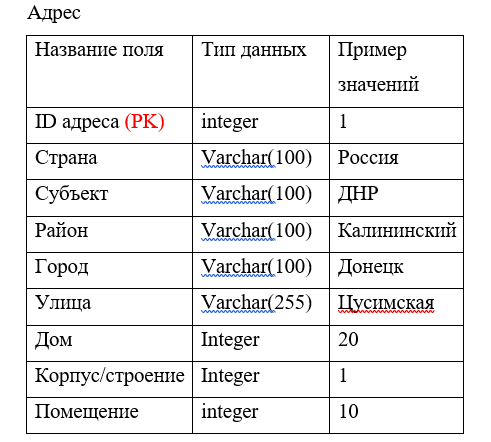 Адрес
Название поля Тип данных Пример
значений
ID адреса (PK) integer 1
Страна Varchar(100) Россия
Субъект Varchar(100) ДНР
Район Varchar(100) Калининский
Город Varchar(100) Донецк
Улица Varchar(255) Цусимская
Дом Integer 20
Корпус/строение Integer 1
Помещение integer 10